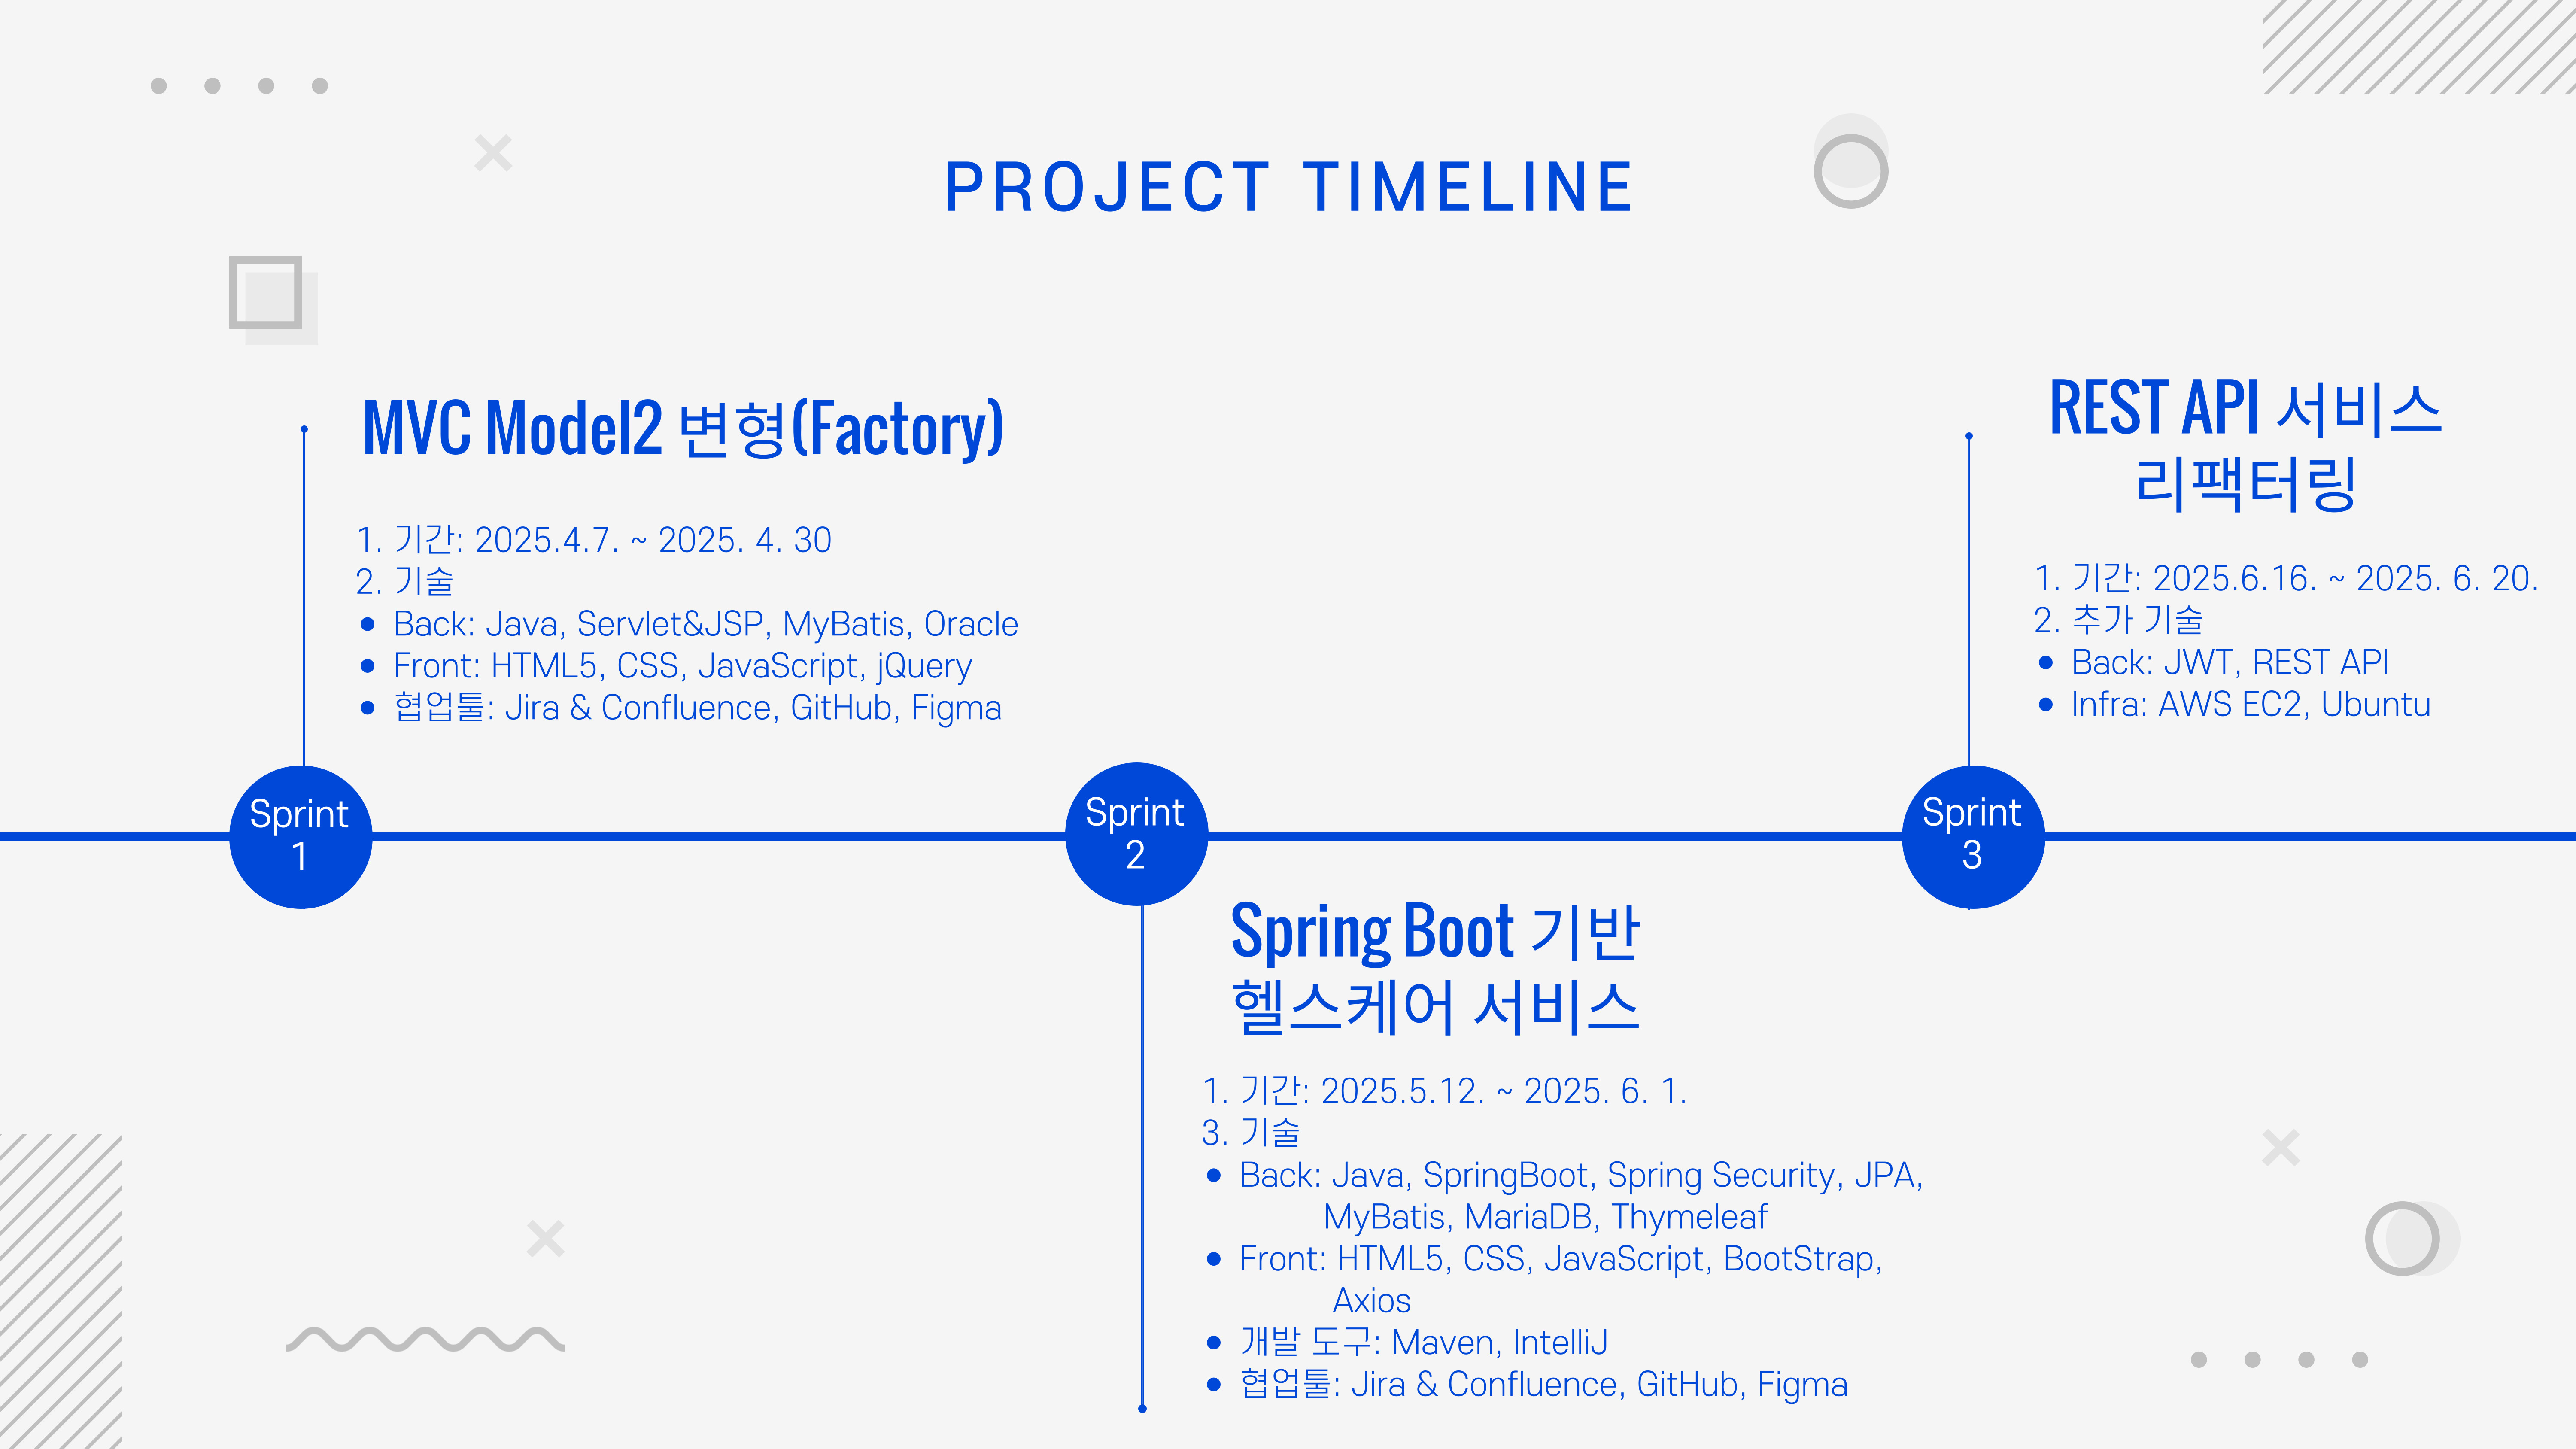 PROJECT TIMELINE
MVC Model2 변형(Factory)
1. 기간: 2025.4.7. ~ 2025. 4. 30
2. 기술
• Back: Java, Servlet&JSP, MyBatis, Oracle
• Front: HTML5, CSS, JavaScript, jQuery
• 협업툴: Jira & Confluence, GitHub, Figma
Sprint
1
Sprint
2
Spring Boot 기반
헬스케어 서비스
1. 기간: 2025.5.12. ~ 2025. 6. 1.
3. 기술
• Back: Java, SpringBoot, Spring Security, JPA,
MyBatis, MariaDB, Thymeleaf
• Front: HTML5, CSS, JavaScript, BootStrap,
Axios
• 개발 도구: Maven, IntelliJ
• 협업툴: Jira & Confluence, GitHub, Figma
REST API 서비스
리팩터링
1. 기간: 2025.6.16. ~ 2025. 6. 20.
2. 추가 기술
• Back: JWT, REST API
• Infra: AWS EC2, Ubuntu
Sprint
3